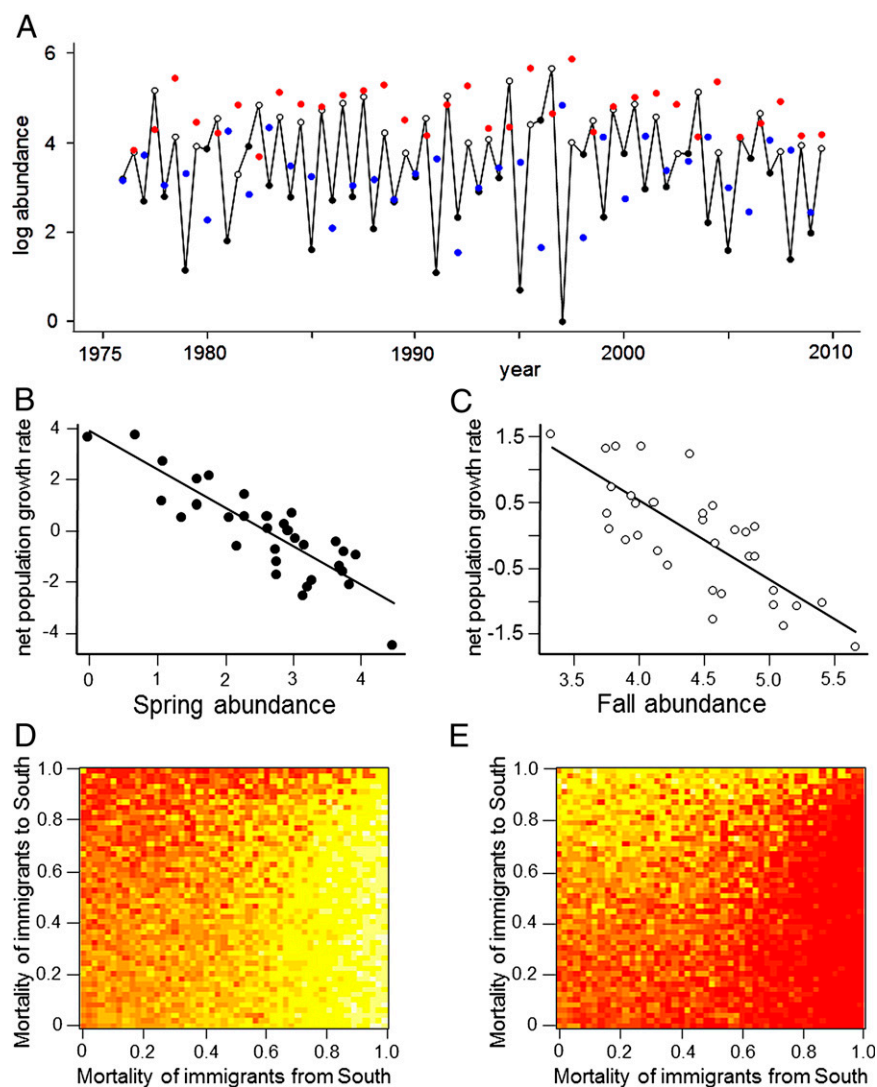 A
6
4
2
0
log abundance
1975 1980 1990 2000 2010
year
B
4
2
0
-2
-4
net population growth rate
0 1 2 3 4
Spring abundance
C
1.5
0.5
-0.5
-1.5
net population growth rate
3.5 4.0 4.5 5.0 5.5
Fall abundance
D
1.0
0.8
0.6
0.4
0.2
0
Mortality of immigrants to South
0 0.2 0.4 0.6 0.8 1.0
Mortality of immigrants from South
E
1.0
0.8
0.6
0.4
0.2
0
Mortality of immigrants to South
0 0.2 0.4 0.6 0.8 1.0
Mortality of immigrants from South